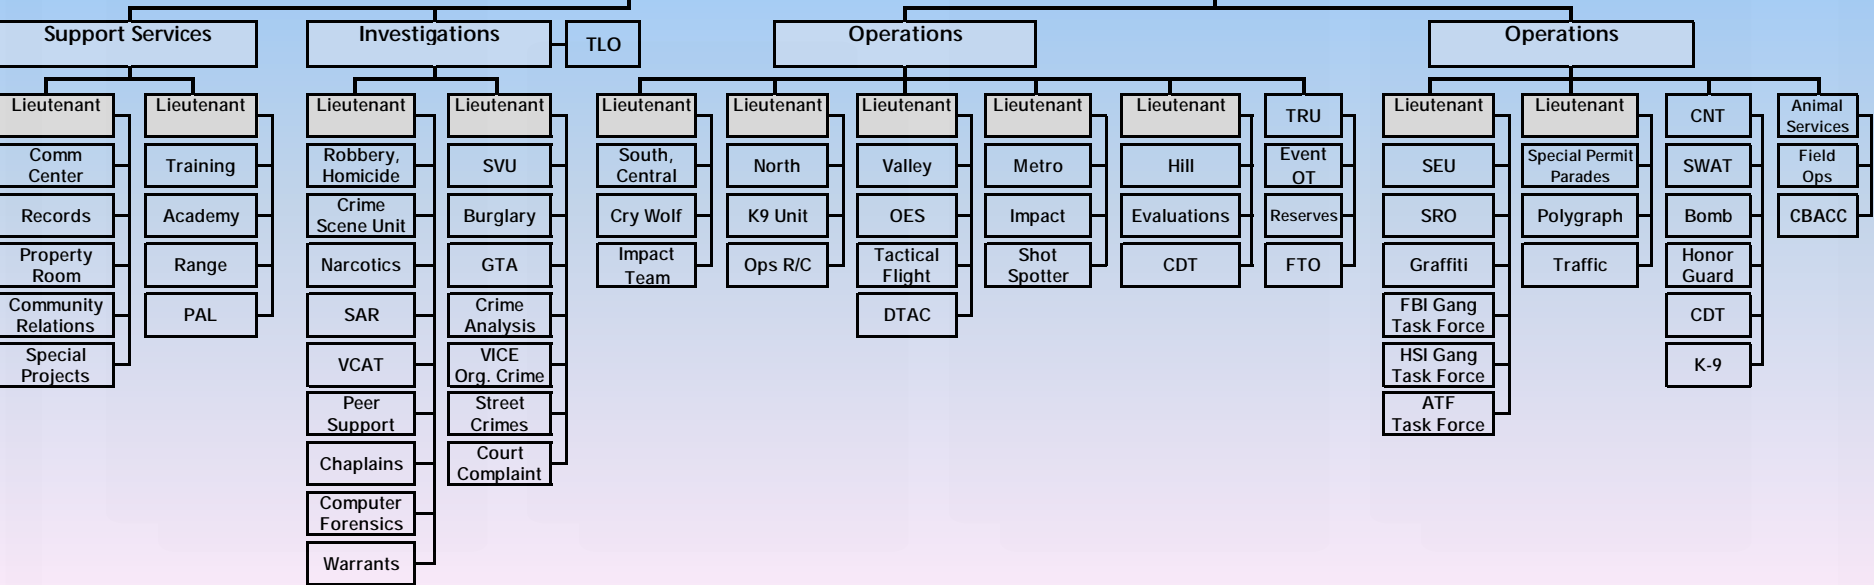 Support Services
Investigations
TLO
Operations
Operations
Lieutenant
Comm
Center
Records
Property
Room
Community
Relations
Special
Projects
Lieutenant
Training
Academy
Range
PAL
Lieutenant
Robbery,
Homicide
Crime
Scene Unit
Narcotics
SAR
VCAT
Peer
Support
Chaplains
Computer
Forensics
Warrants
Lieutenant
SVU
Burglary
GTA
Crime
Analysis
VICE
Org. Crime
Street
Crimes
Court
Complaint
Lieutenant
South,
Central
Cry Wolf
Impact
Team
Lieutenant
North
K9 Unit
Ops R/C
Lieutenant
Valley
OES
Tactical
Flight
DTAC
Lieutenant
Metro
Impact
Shot
Spotter
Lieutenant
Hill
Evaluations
CDT
TRU
Event
OT
Reserves
FTO
Lieutenant
SEU
SRO
Graffiti
FBI Gang
Task Force
HSI Gang
Task Force
ATF
Task Force
Lieutenant
Special Permit
Parades
Polygraph
Traffic
CNT
SWAT
Bomb
Honor
Guard
CDT
K-9
Animal
Services
Field
Ops
CBACC